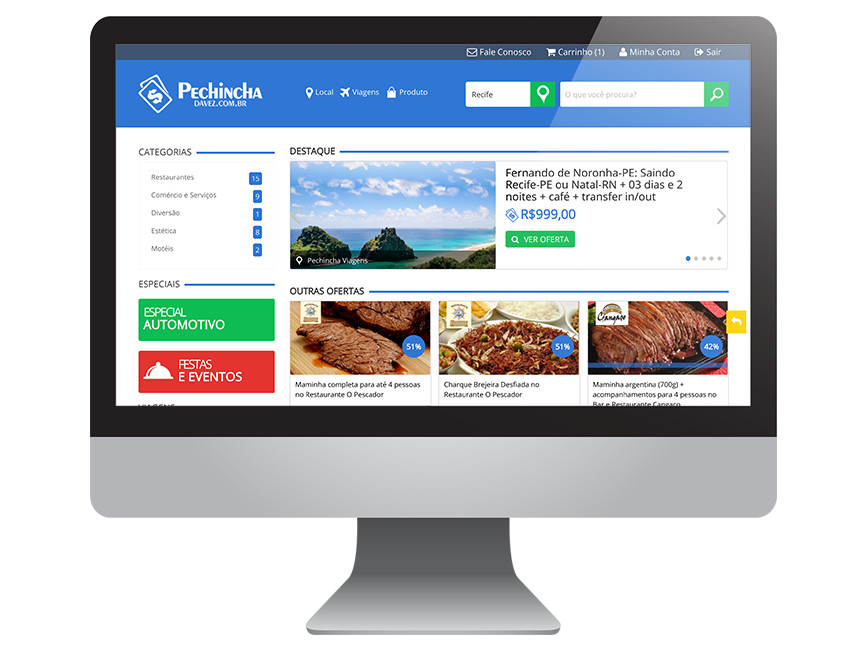 Fale Conosco Carrinho (1) Minha Conta Sair
PECHINCHA
DAVEZ.COM.BR
Local Viagens Produto
Recife
O que você procura?
CATEGORIAS
Restaurantes 15
Comércio e Serviços 9
Diversão 1
Estética 8
Motéis 2
ESPECIAIS
ESPECIAL
AUTOMOTIVO
FESTAS
E EVENTOS
DESTAQUE
Pechincha Viagens
Fernando de Noronha-PE: Saindo
Recife-PE ou Natal-RN + 03 dias e 2
noites + café + transfer in/out
R$999,00
VER OFERTA
OUTRAS OFERTAS
51%
Maminha completa para até 4 pessoas
no Restaurante O Pescador
51%
Charque Brejeira Desfiada no
Restaurante O Pescador
Cangaço
42%
Maminha argentina (700g) +
acompanhamentos para 4 pessoas no
Bar e Restaurante Cangaço